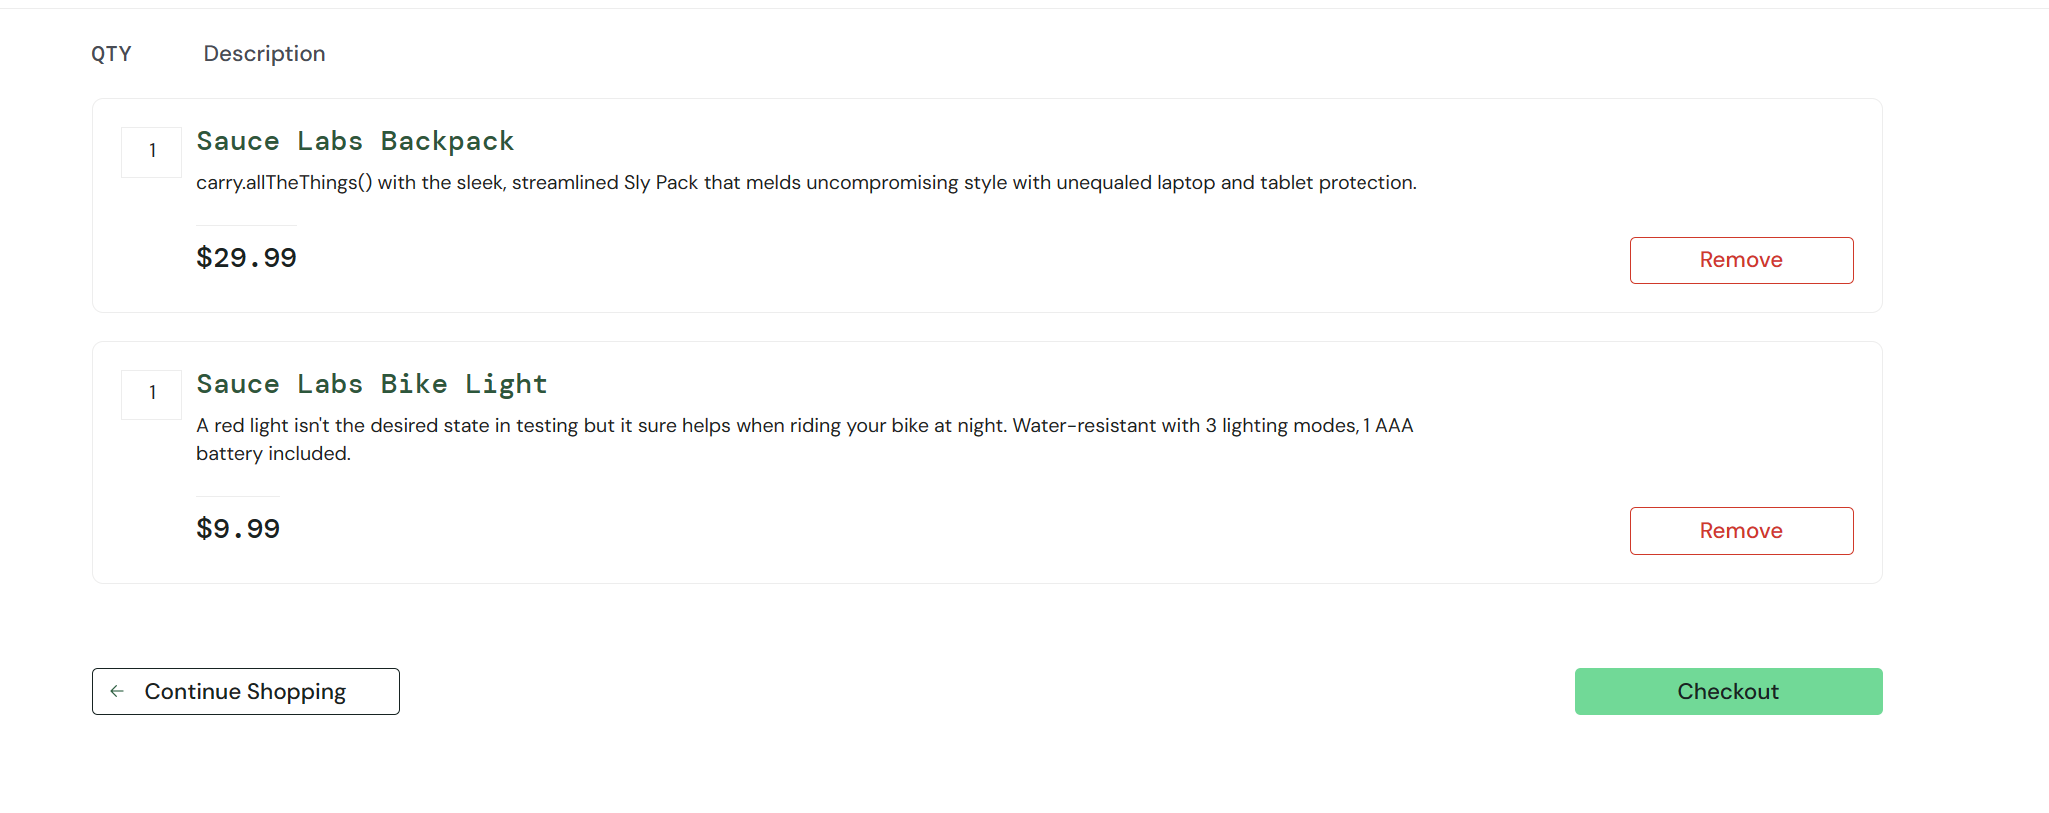 QTY Description
1 Sauce Labs Backpack
carry.allTheThings() with the sleek, streamlined Sly Pack that melds uncompromising style with unequaled laptop and tablet protection.
$29.99
Remove
1 Sauce Labs Bike Light
A red light isn't the desired state in testing but it sure helps when riding your bike at night. Water-resistant with 3 lighting modes, 1 AAA
battery included.
$9.99
Remove
Continue Shopping
Checkout